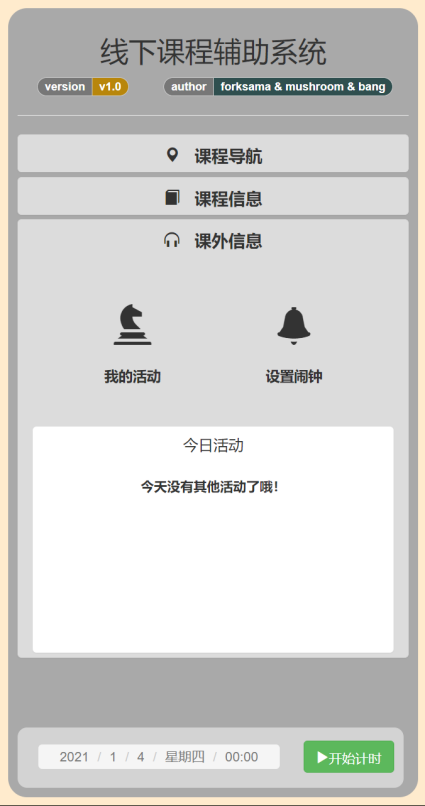 线下课程辅助系统
version v1.0 author forksama & mushroom & bang
课程导航
课程信息
课外信息
我的活动 设置闹钟
今日活动
今天没有其他活动了哦!
2021 / 1 / 4 / 星期四 / 00:00 开始计时